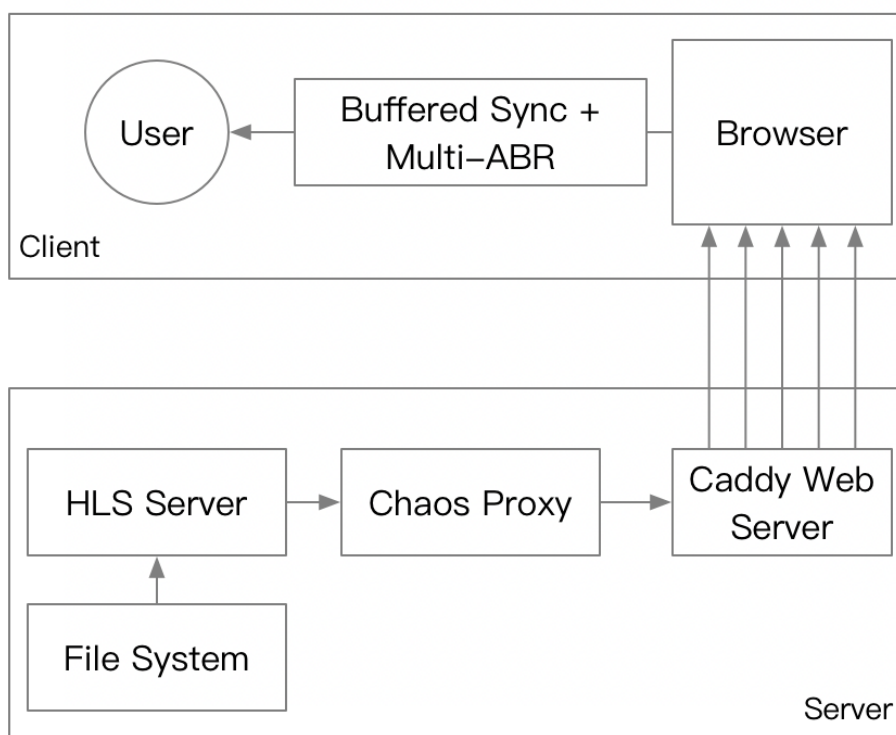 User
Buffered Sync +
Multi-ABR
Browser
Client
HLS Server
Chaos Proxy
Caddy Web
Server
File System
Server